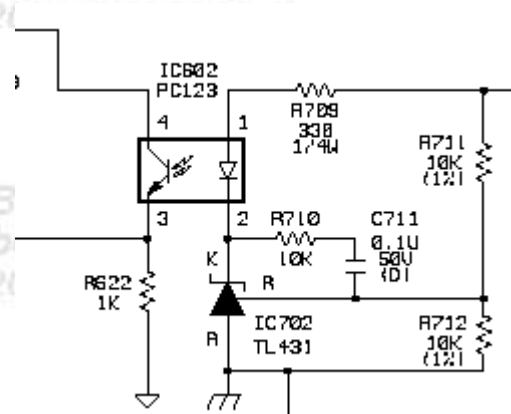 IC602
PC123
4
1
R709
330
1/4W
R711
10K
(1%)
3
2
R710
10K
C711
0.1U
50V
(D)
K
R
R622
1K
IC702
TL431
R712
10K
(1%)
A